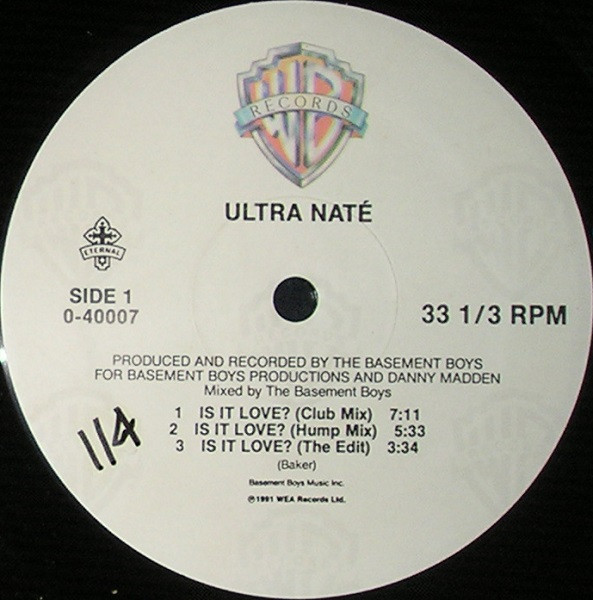 WB
RECORDS
ULTRA NATÉ
ETERNAL
SIDE 1
0-40007
33 1/3 RPM
PRODUCED AND RECORDED BY THE BASEMENT BOYS
FOR BASEMENT BOYS PRODUCTIONS AND DANNY MADDEN
Mixed by The Basement Boys
1 IS IT LOVE? (Club Mix) 7:11
2 IS IT LOVE? (Hump Mix) 5:33
3 IS IT LOVE? (The Edit) 3:34
(Baker)
Basement Boys Music Inc.
℗1991 WEA Records Ltd.
114